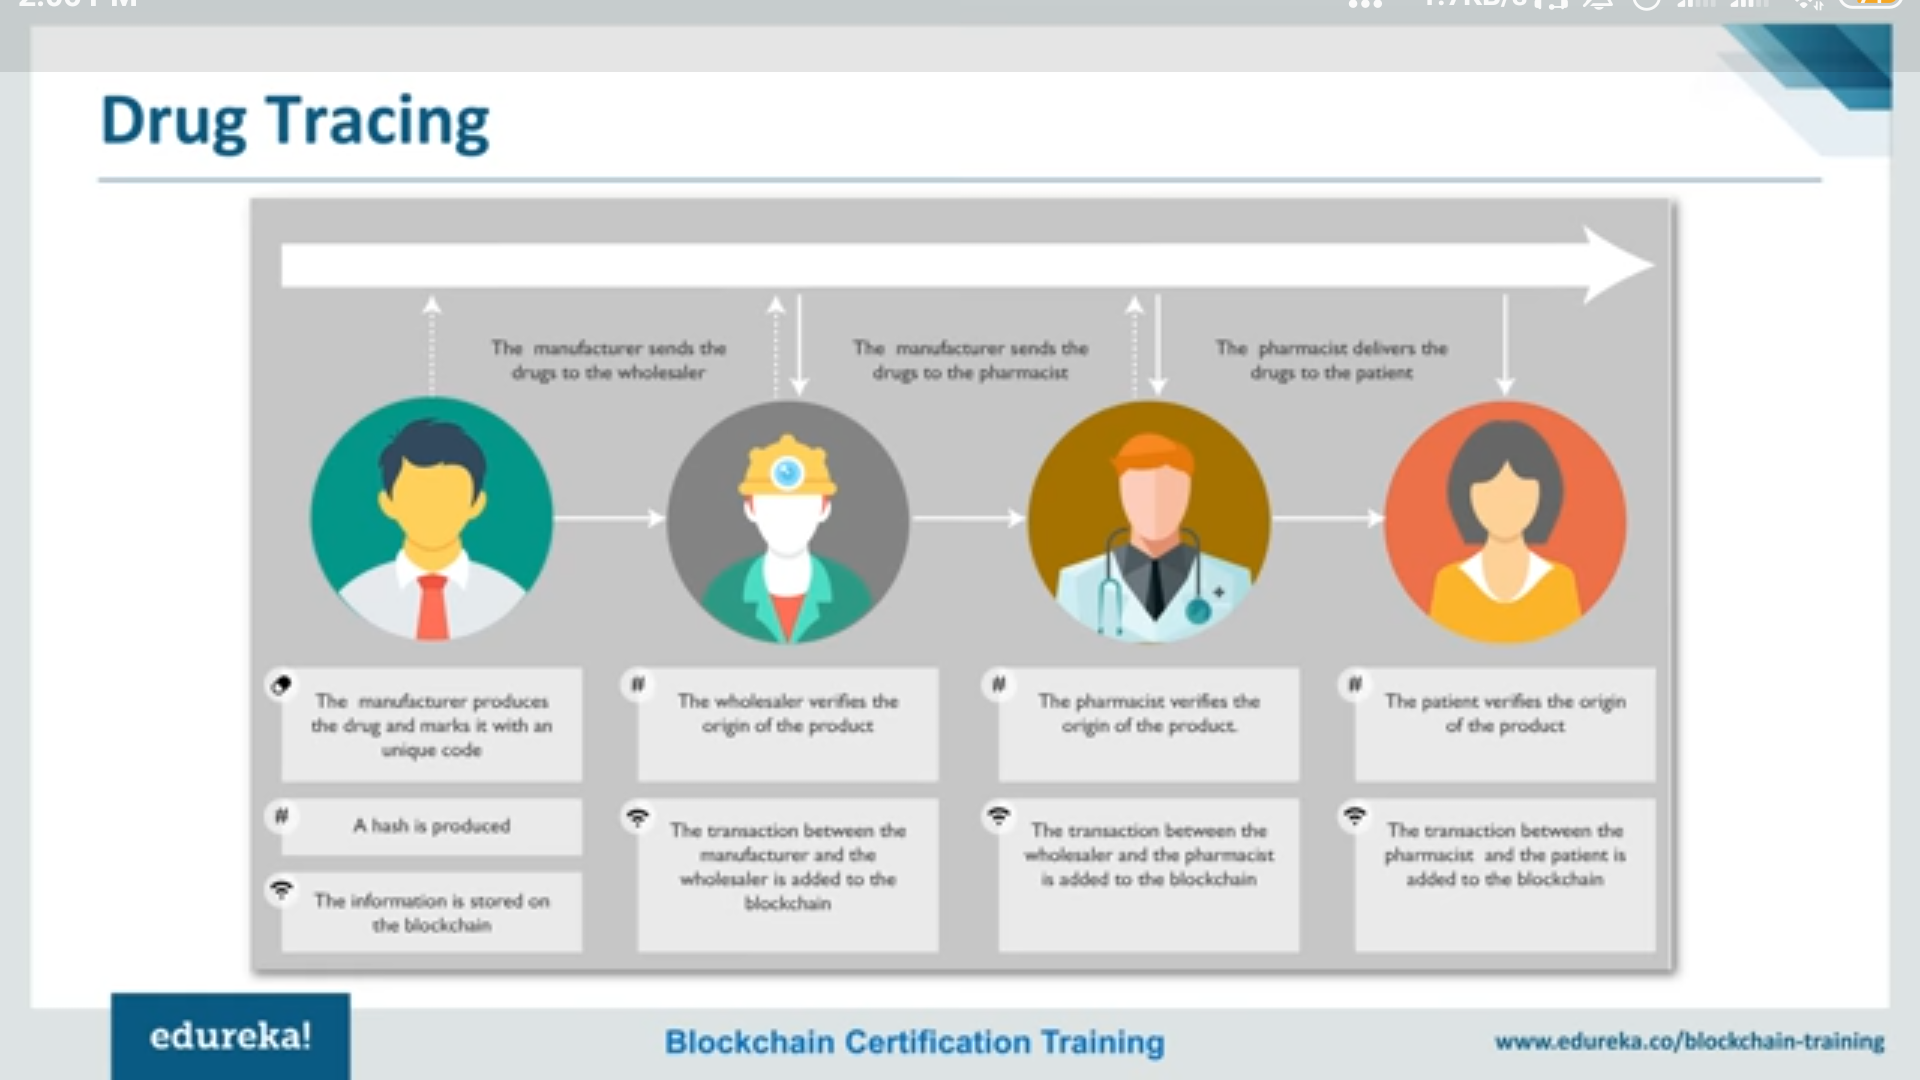 Drug Tracing
The manufacturer sends the
drugs to the wholesaler
The manufacturer sends the
drugs to the pharmacist
The pharmacist delivers the
drugs to the patient
The manufacturer produces
the drug and marks it with an
unique code
#
A hash is produced
The information is stored on
the blockchain
#
The wholesaler verifies the
origin of the product
The transaction between the
manufacturer and the
wholesaler is added to the
blockchain
#
The pharmacist verifies the
origin of the product.
The transaction between the
wholesaler and the pharmacist
is added to the blockchain
#
The patient verifies the origin
of the product
The transaction between the
pharmacist and the patient is
added to the blockchain
edureka!
Blockchain Certification Training
www.edureka.co/blockchain-training